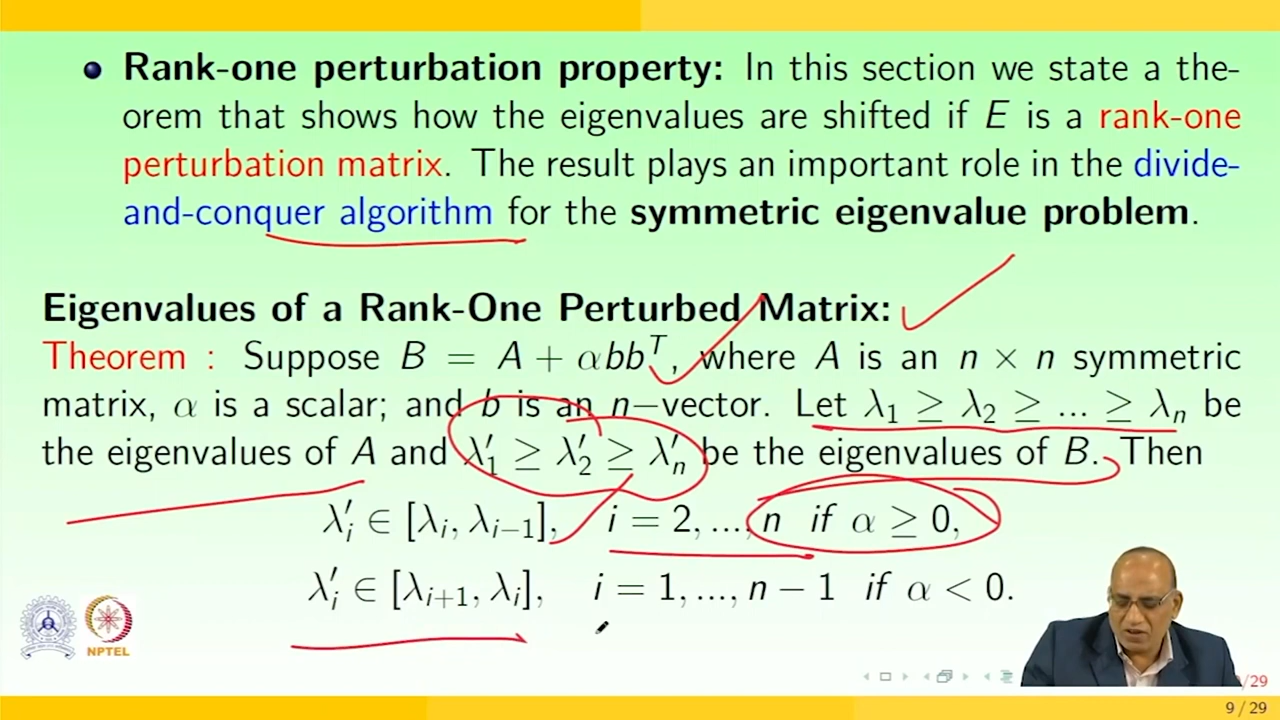 Rank-one perturbation property: In this section we state a the-
orem that shows how the eigenvalues are shifted if E is a rank-one
perturbation matrix. The result plays an important role in the divide-
and-conquer algorithm for the symmetric eigenvalue problem.
Eigenvalues of a Rank-One Perturbed Matrix:
Theorem : Suppose B = A + αbbᵀ, where A is an n × n symmetric
matrix, α is a scalar; and b is an n−vector. Let λ₁ ≥ λ₂ ≥ ... ≥ λₙ be
the eigenvalues of A and λ′₁ ≥ λ′₂ ≥ λ′ₙ be the eigenvalues of B. Then
λ′ᵢ ∈ [λᵢ, λᵢ₋₁], i = 2, ..., n if α ≥ 0,
λ′ᵢ ∈ [λᵢ₊₁, λᵢ], i = 1, ..., n − 1 if α < 0.
NPTEL
/29
9 / 29